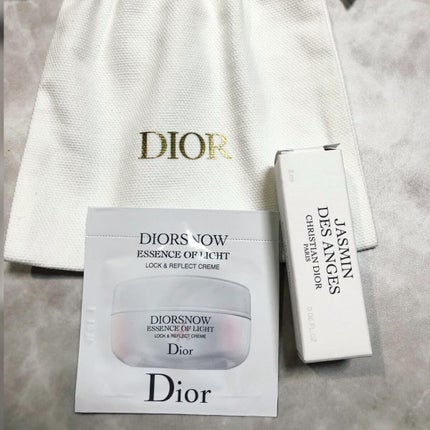 DIOR
DIORSNOW
ESSENCE OF LIGHT
LOCK & REFLECT CREME
DIORSNOW
ESSENCE OF LIGHT
LOCK & REFLECT CREME
Dior
Dior
JASMIN
DES ANGES
CHRISTIAN DIOR
PARIS